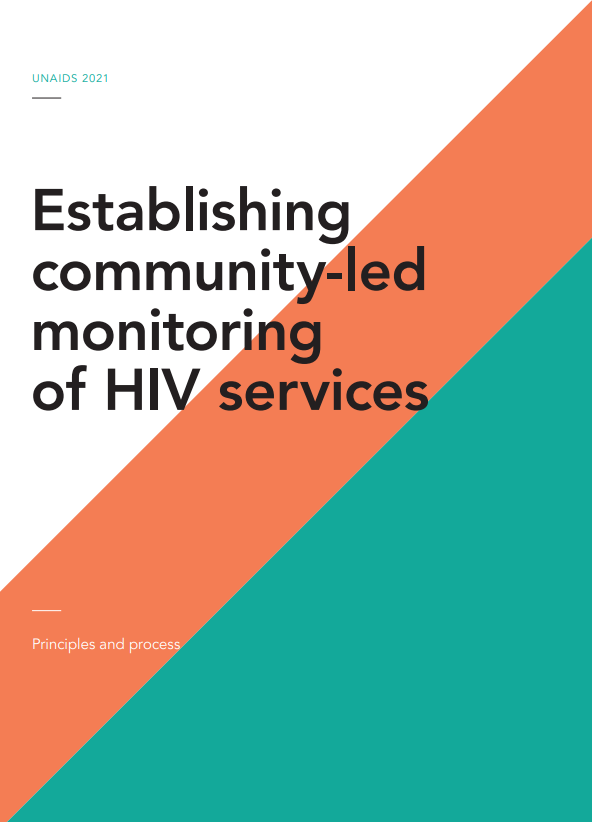 UNAIDS 2021
Establishing
community-led
monitoring
of HIV services
Principles and process